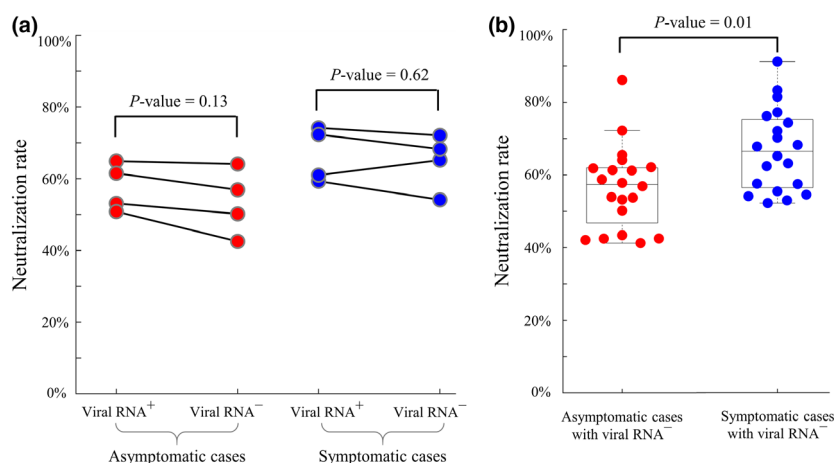 (a)
100%
80%
60%
40%
20%
0%
Neutralization rate
P-value = 0.13
P-value = 0.62
Viral RNA⁺ Viral RNA⁻ Viral RNA⁺ Viral RNA⁻
Asymptomatic cases Symptomatic cases
(b)
100%
80%
60%
40%
20%
0%
Neutralization rate
P-value = 0.01
Asymptomatic cases
with viral RNA⁻
Symptomatic cases
with viral RNA⁻